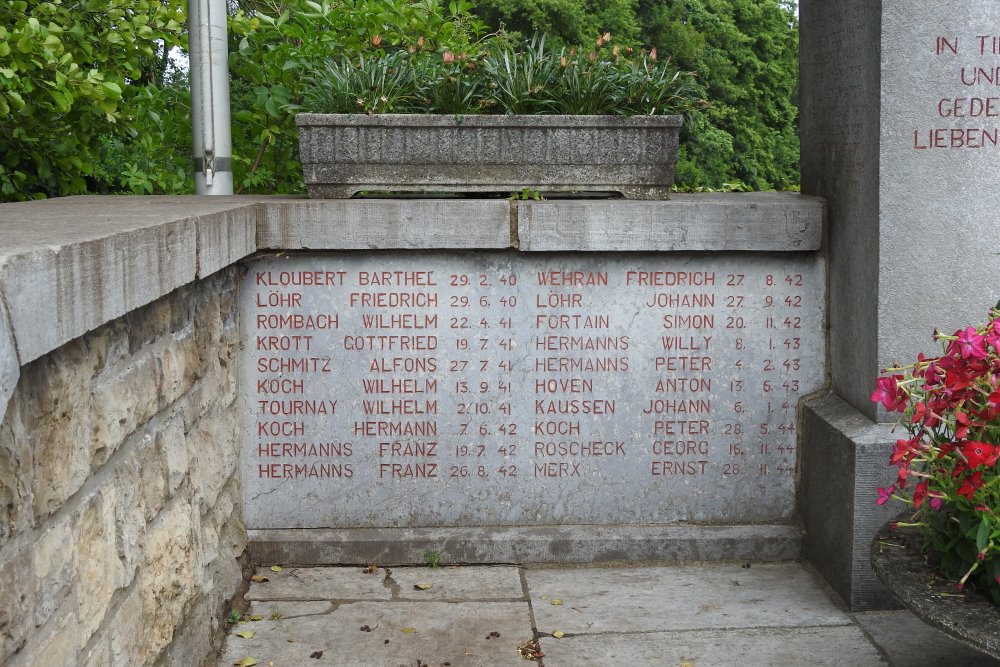 KLOUBERT BARTHEL 29. 2. 40
LÖHR FRIEDRICH 29. 6. 40
ROMBACH WILHELM 22. 4. 41
KROTT GOTTFRIED 19. 7. 41
SCHMITZ ALFONS 27. 7. 41
KOCH WILHELM 13. 9. 41
TOURNAY WILHELM 2. 10. 41
KOCH HERMANN 7. 6. 42
HERMANNS FRANZ 19. 7. 42
HERMANNS FRANZ 26. 8. 42
WEHRAN FRIEDRICH 27. 8. 42
LÖHR JOHANN 27. 9. 42
FORTAIN SIMON 20. 11. 42
HERMANNS WILLY 8. 1. 43
HERMANNS PETER 4. 2. 43
HOVEN ANTON 13. 6. 43
KAUSSEN JOHANN 6. 1. 44
KOCH PETER 28. 5. 44
ROSCHECK GEORG 16. 11. 44
MERX ERNST 28. 11. 44
IN
UND
GEDE
LIEBEN